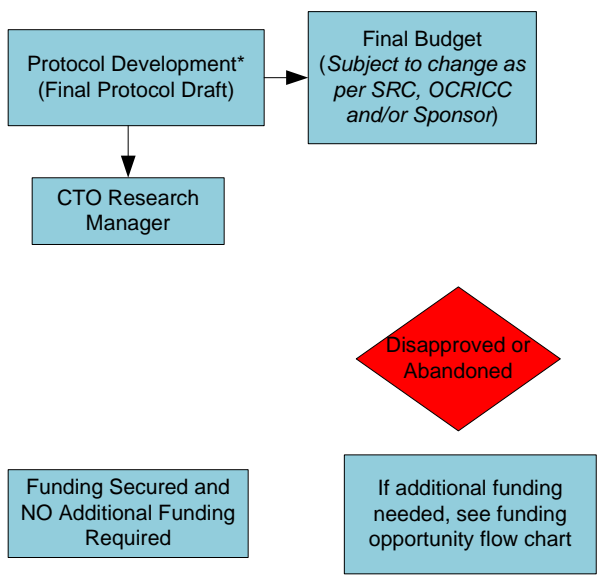 Protocol Development*
(Final Protocol Draft)
Final Budget
(Subject to change as
per SRC, OCRICC
and/or Sponsor)
CTO Research
Manager
Disapproved or
Abandoned
Funding Secured and
NO Additional Funding
Required
If additional funding
needed, see funding
opportunity flow chart